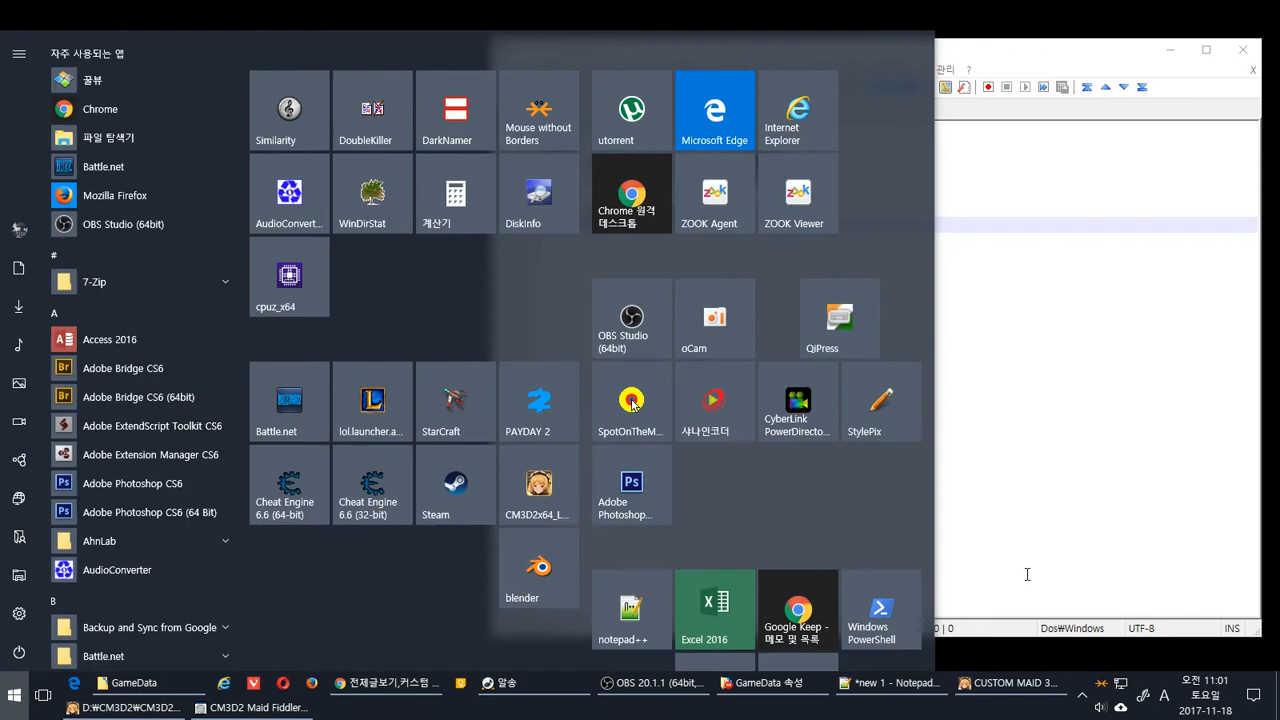 자주 사용되는 앱
꿀뷰
Chrome
파일 탐색기
Battle.net
Mozilla Firefox
OBS Studio (64bit)
#
7-Zip
A
Access 2016
Adobe Bridge CS6
Adobe Bridge CS6 (64bit)
Adobe ExtendScript Toolkit CS6
Adobe Extension Manager CS6
Adobe Photoshop CS6
Adobe Photoshop CS6 (64 Bit)
AhnLab
AudioConverter
B
Backup and Sync from Google
Battle.net
Similarity
DoubleKiller
DarkNamer
Mouse without
Borders
AudioConvert...
WinDirStat
계산기
DiskInfo
cpuz_x64
Battle.net
lol.launcher.a...
StarCraft
PAYDAY 2
Cheat Engine
6.6 (64-bit)
Cheat Engine
6.6 (32-bit)
Steam
CM3D2x64_L...
blender
utorrent
Microsoft Edge
Internet
Explorer
Chrome 원격
데스크톱
ZOOK Agent
ZOOK Viewer
OBS Studio
(64bit)
oCam
QiPress
SpotOnTheM...
샤나인코더
CyberLink
PowerDirecto...
StylePix
Adobe
Photoshop...
notepad++
Excel 2016
Google Keep -
메모 및 목록
Windows
PowerShell
관리 ? X
0 | 0 Dos₩Windows UTF-8 INS
GameData
전체글보기,커스텀 ...
알송
OBS 20.1.1 (64bit,...
GameData 속성
*new 1 - Notepad...
CUSTOM MAID 3...
D:₩CM3D2₩CM3D2...
CM3D2 Maid Fiddler...
A
오전 11:01
토요일
2017-11-18